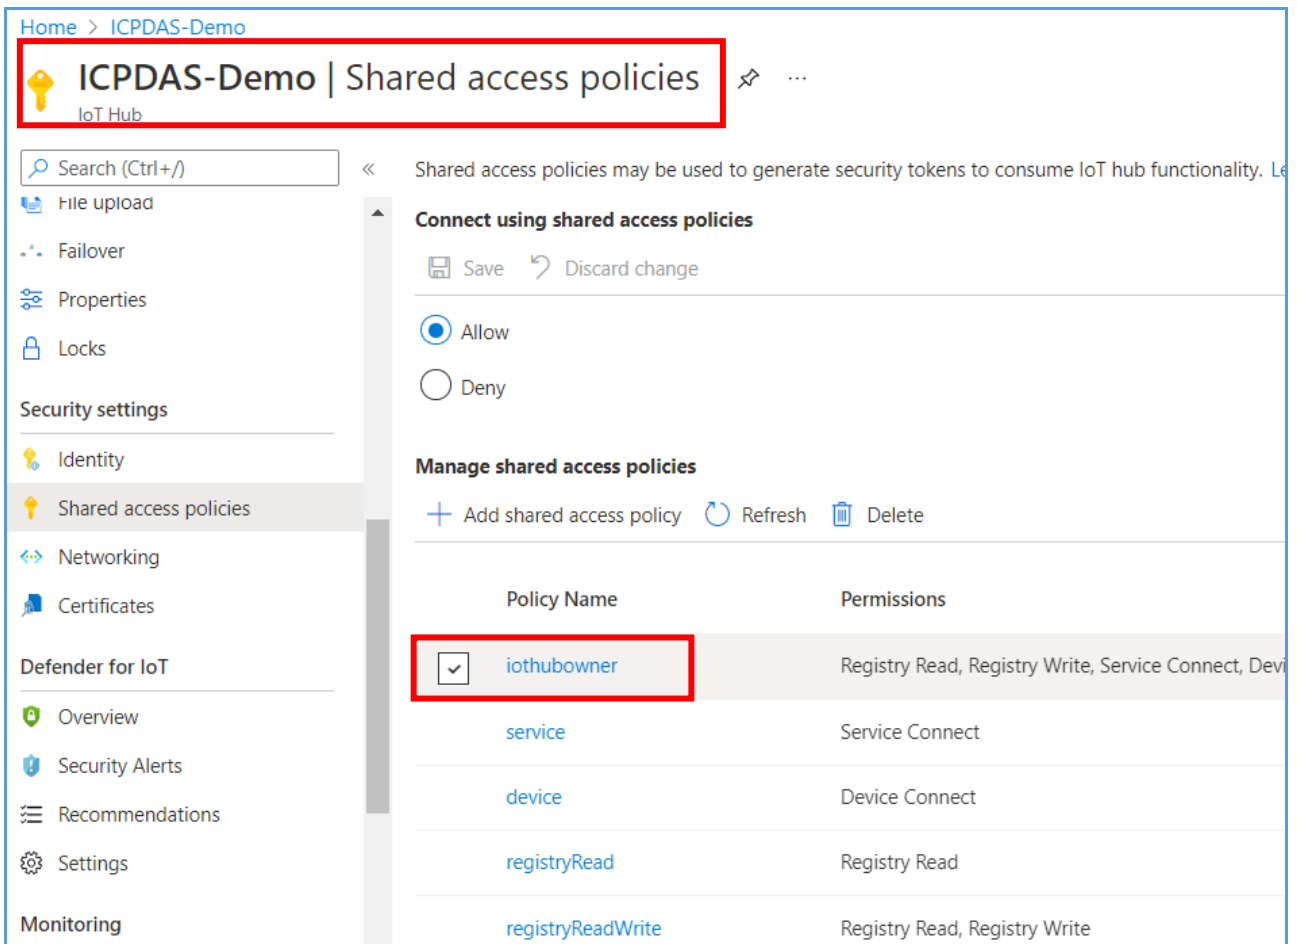 Home > ICPDAS-Demo
ICPDAS-Demo | Shared access policies
IoT Hub
Search (Ctrl+/)
File upload
Failover
Properties
Locks
Security settings
Identity
Shared access policies
Networking
Certificates
Defender for IoT
Overview
Security Alerts
Recommendations
Settings
Monitoring
Shared access policies may be used to generate security tokens to consume IoT hub functionality.
Connect using shared access policies
Save Discard change
Allow
Deny
Manage shared access policies
Add shared access policy Refresh Delete
Policy Name Permissions
iothubowner Registry Read, Registry Write, Service Connect,
service Service Connect
device Device Connect
registryRead Registry Read
registryReadWrite Registry Read, Registry Write